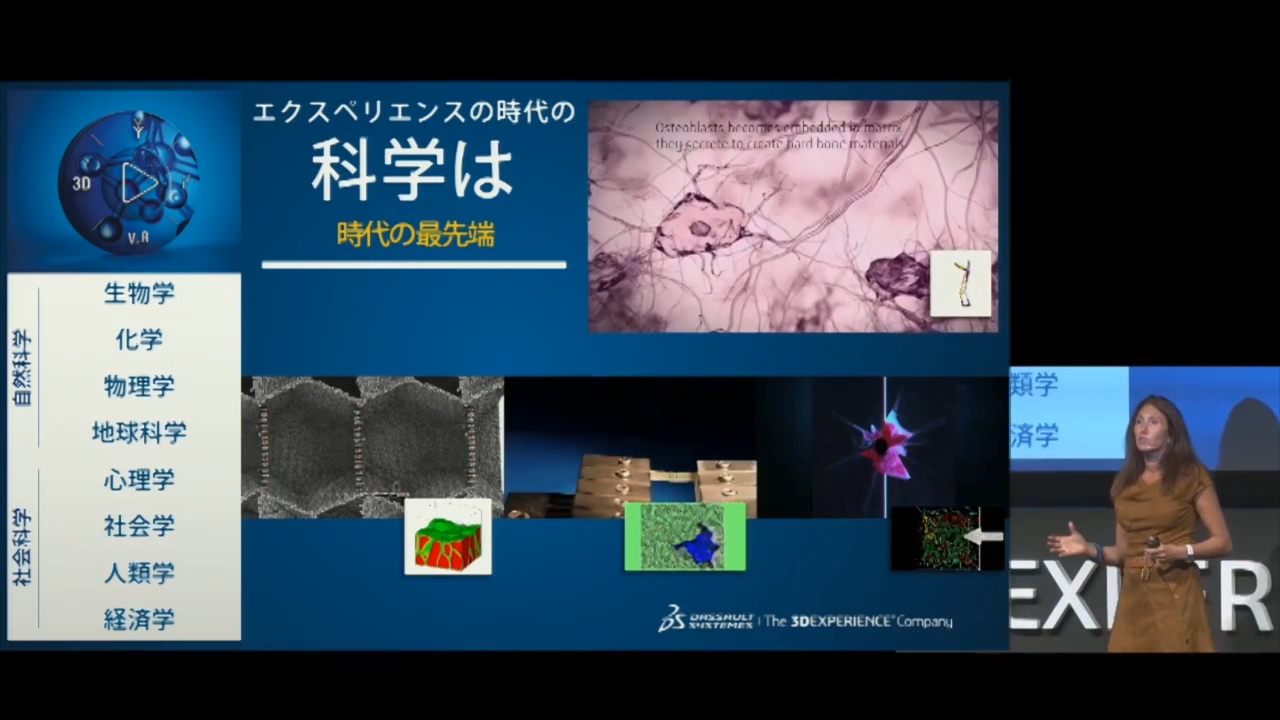 エクスペリエンスの時代の
科学は
時代の最先端
Osteoblasts becomes embedded in matrix
they secrete to create hard bone materials
3D
V.R
自然科学
生物学
化学
物理学
地球科学
社会科学
心理学
社会学
人類学
経済学
DASSAULT SYSTEMES | The 3DEXPERIENCE Company
類学
済学